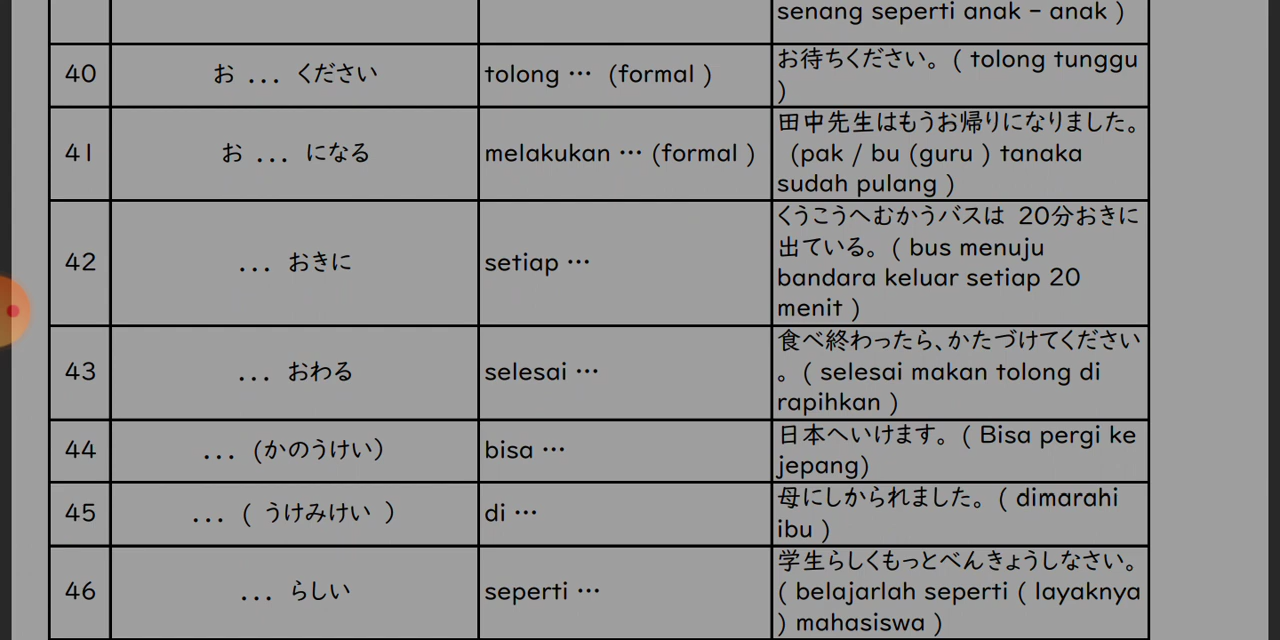 senang seperti anak – anak )
40
お ... ください
tolong … (formal )
お待ちください。( tolong tunggu
)
41
お ... になる
melakukan … (formal )
田中先生はもうお帰りになりました。
(pak / bu (guru ) tanaka
sudah pulang )
42
... おきに
setiap …
くうこうへむかうバスは 20分おきに
出ている。( bus menuju
bandara keluar setiap 20
menit )
43
... おわる
selesai …
食べ終わったら、かたづけてください
。( selesai makan tolong di
rapihkan )
44
... (かのうけい)
bisa …
日本へいけます。( Bisa pergi ke
jepang)
45
... ( うけみけい )
di …
母にしかられました。( dimarahi
ibu )
46
... らしい
seperti …
学生らしくもっとべんきょうしなさい。
( belajarlah seperti ( layaknya
) mahasiswa )